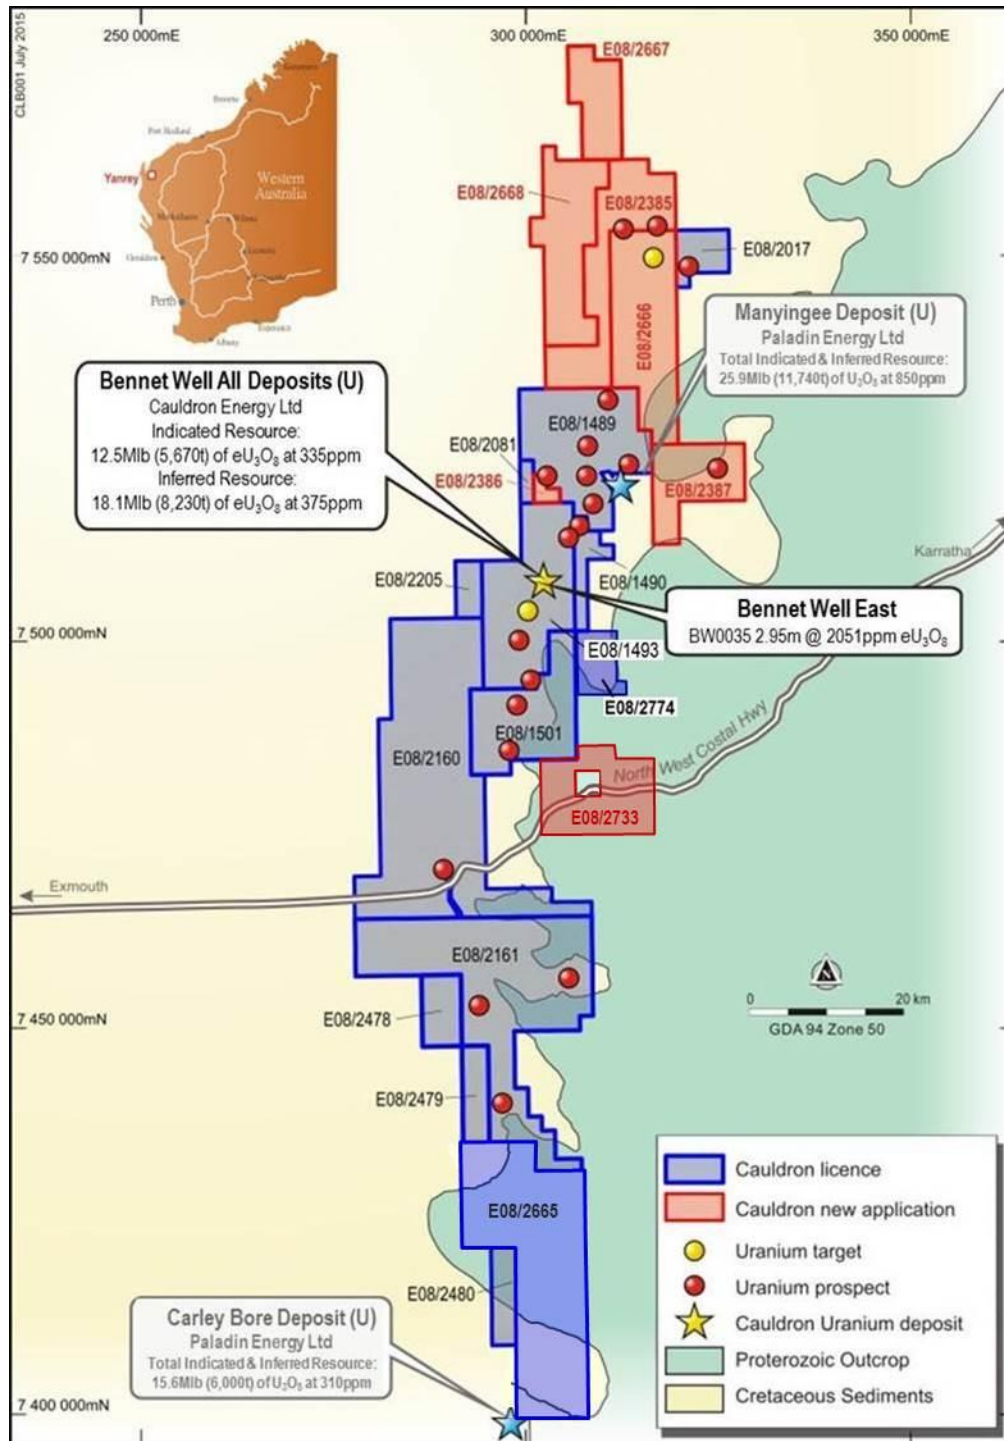 CLB001 July 2015
250 000mE
300 000mE
350 000mE
E08/2667
Port Hedland
Yanrey
Western
Australia
Perth
Albany
E08/2668
E08/2385
7 550 000mN
E08/2017
E08/2666
Manyingee Deposit (U)
Paladin Energy Ltd
Total Indicated & Inferred Resource:
25.9Mlb (11,740t) of U₃O₈ at 850ppm
Bennet Well All Deposits (U)
Cauldron Energy Ltd
Indicated Resource:
12.5Mlb (5,670t) of eU₃O₈ at 335ppm
Inferred Resource:
18.1Mlb (8,230t) of eU₃O₈ at 375ppm
E08/1489
E08/2081
E08/2386
E08/2387
Karratha
E08/2205
E08/1490
Bennet Well East
BW0035 2.95m @ 2051ppm eU₃O₈
7 500 000mN
E08/1493
E08/2774
E08/1501
E08/2160
North West Costal Hwy
E08/2733
Exmouth
E08/2161
N
0 20 km
GDA 94 Zone 50
7 450 000mN
E08/2478
E08/2479
E08/2665
E08/2480
Carley Bore Deposit (U)
Paladin Energy Ltd
Total Indicated & Inferred Resource:
15.6Mlb (6,000t) of U₃O₈ at 310ppm
7 400 000mN
Cauldron licence
Cauldron new application
Uranium target
Uranium prospect
Cauldron Uranium deposit
Proterozoic Outcrop
Cretaceous Sediments